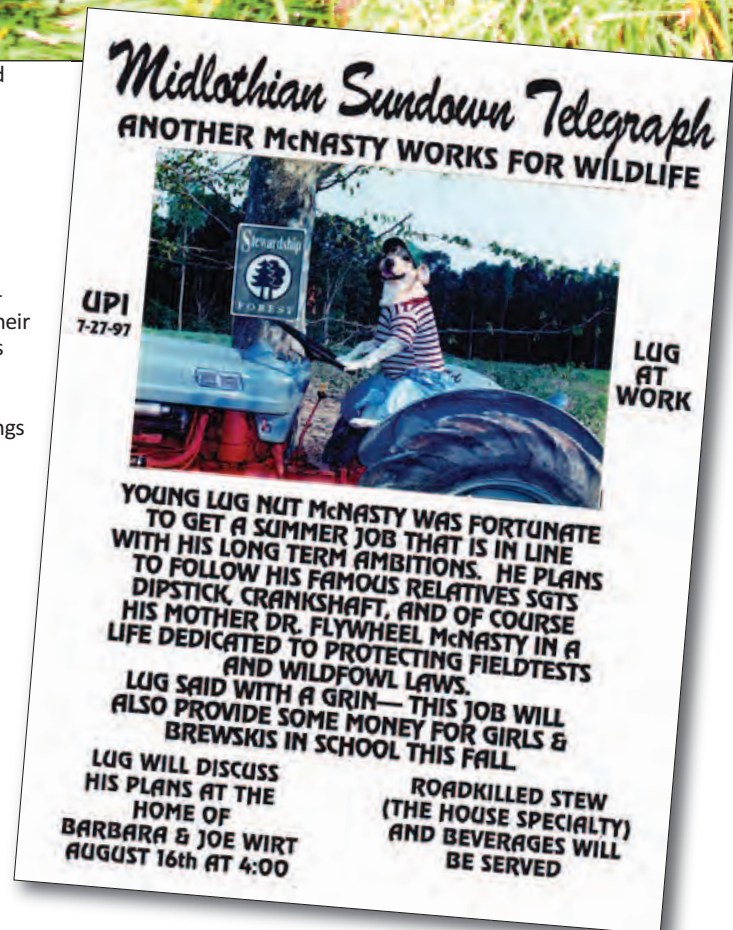 d
heir
s
ngs
Midlothian Sundown Telegraph
ANOTHER McNASTY WORKS FOR WILDLIFE
Stewardship
FOREST
UPI
7-27-97
LUG
AT
WORK
YOUNG LUG NUT McNASTY WAS FORTUNATE
TO GET A SUMMER JOB THAT IS IN LINE
WITH HIS LONG TERM AMBITIONS. HE PLANS
TO FOLLOW HIS FAMOUS RELATIVES SGTS
DIPSTICK, CRANKSHAFT, AND OF COURSE
HIS MOTHER DR. FLYWHEEL McNASTY IN A
LIFE DEDICATED TO PROTECTING FIELDTESTS
AND WILDFOWL LAWS.
LUG SAID WITH A GRIN— THIS JOB WILL
ALSO PROVIDE SOME MONEY FOR GIRLS &
BREWSKIS IN SCHOOL THIS FALL.
LUG WILL DISCUSS
HIS PLANS AT THE
HOME OF
BARBARA & JOE WIRT
AUGUST 16th AT 4:00
ROADKILLED STEW
(THE HOUSE SPECIALTY)
AND BEVERAGES WILL
BE SERVED